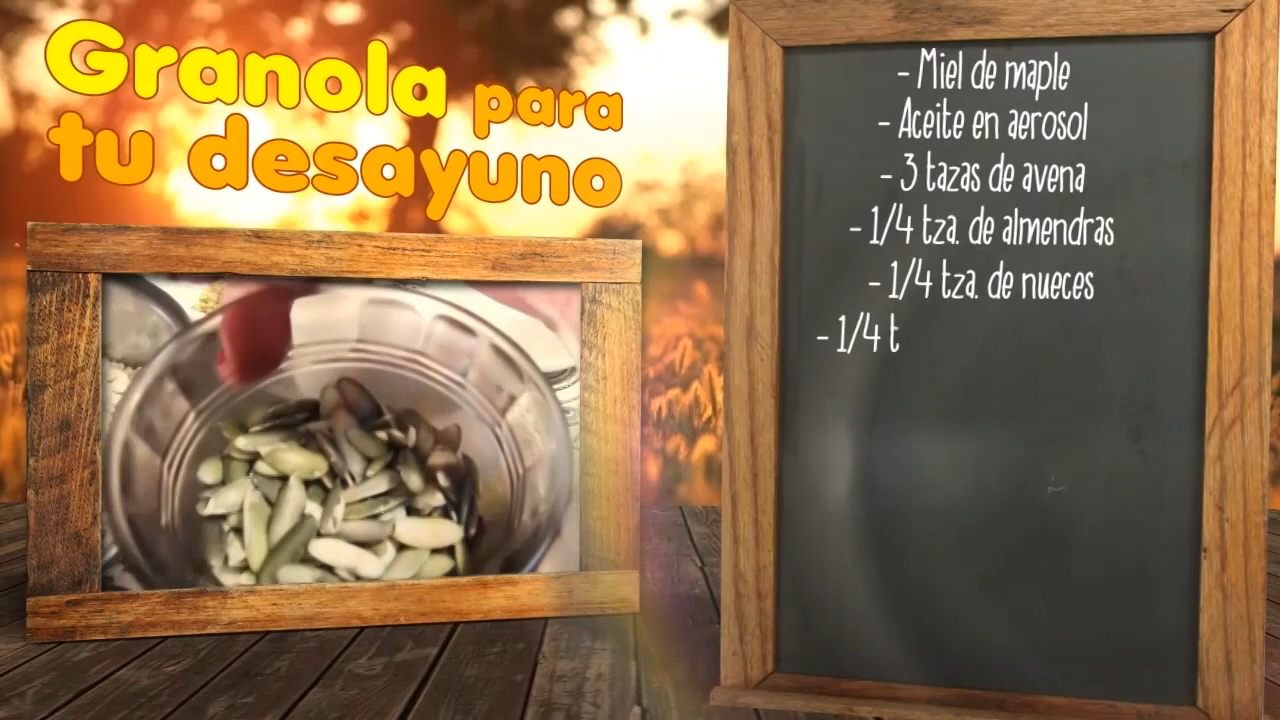 Granola para
tu desayuno
- Miel de maple
- Aceite en aerosol
- 3 tazas de avena
- 1/4 tza. de almendras
- 1/4 tza. de nueces
- 1/4 t